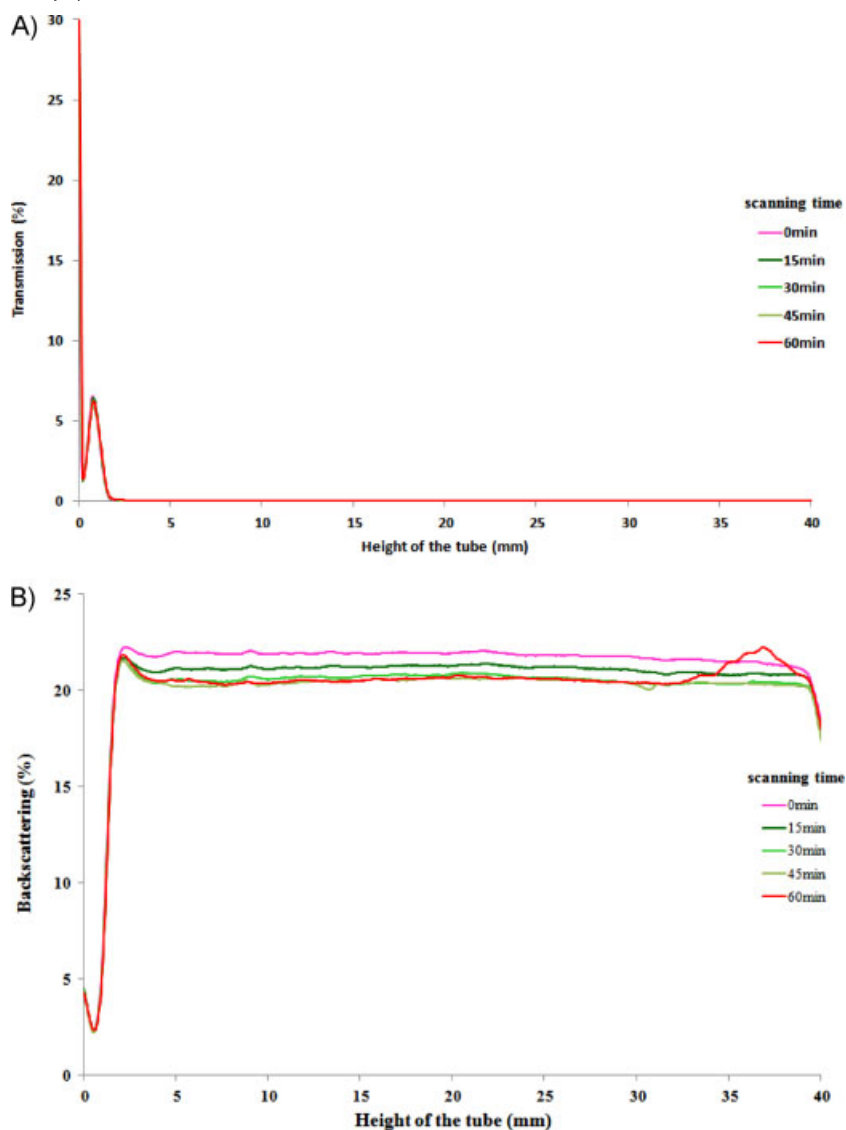 A)
30
25
20
15
10
5
0
Transmission (%)
0 5 10 15 20 25 30 35 40
Height of the tube (mm)
scanning time
0min
15min
30min
45min
60min
B)
25
20
15
10
5
0
Backscattering (%)
0 5 10 15 20 25 30 35 40
Height of the tube (mm)
scanning time
0min
15min
30min
45min
60min